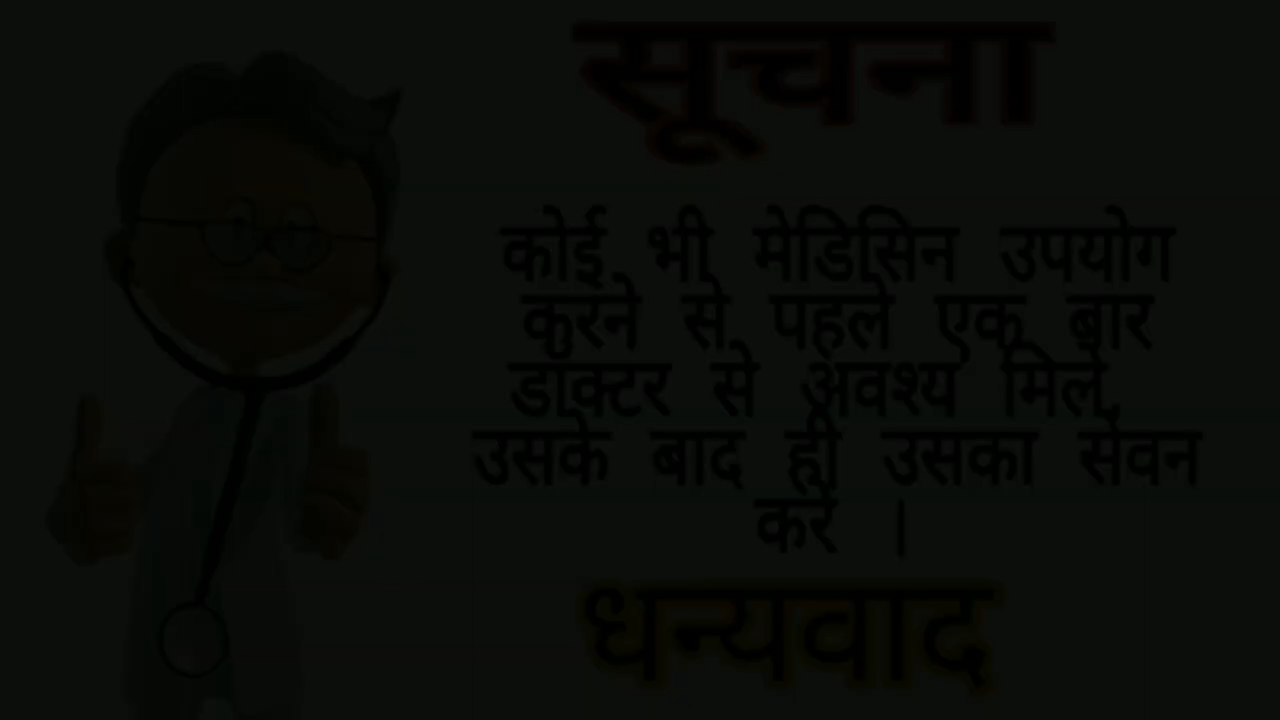 सूचना
कोई भी मेडिसिन उपयोग
करने से पहले एक बार
डाक्टर से अवश्य मिले,
उसके बाद ही उसका सेवन
करें ।
धन्यवाद